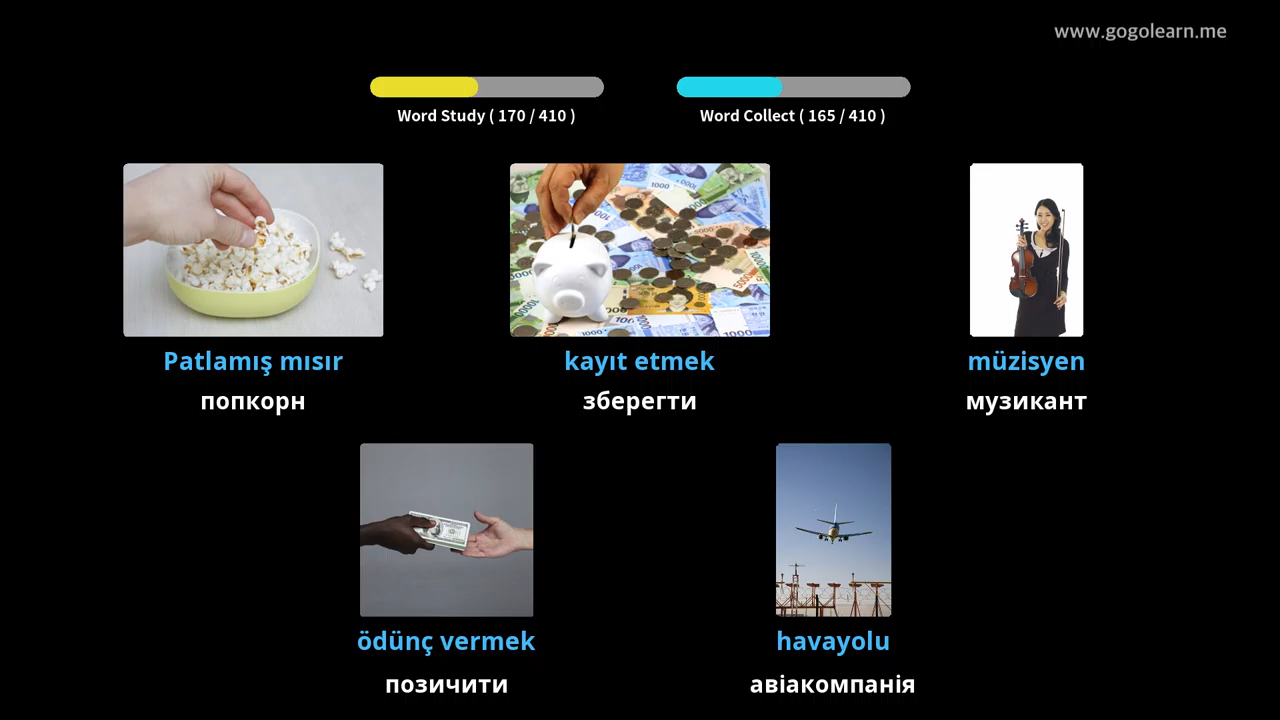 www.gogolearn.me
Word Study ( 170 / 410 )
Word Collect ( 165 / 410 )
Patlamış mısır
kayıt etmek
müzisyen
попкорн
зберегти
музикант
ödünç vermek
havayolu
позичити
авіакомпанія